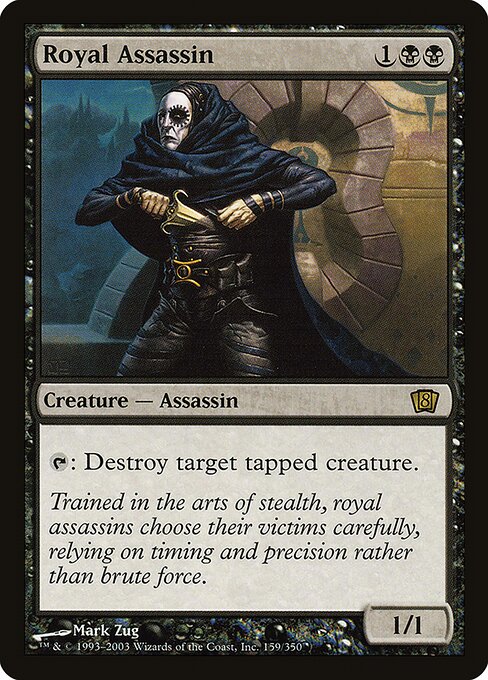 Royal Assassin 1
Creature — Assassin 8
: Destroy target tapped creature.
Trained in the arts of stealth, royal
assassins choose their victims carefully,
relying on timing and precision rather
than brute force.
1/1
Mark Zug
™ & © 1993–2003 Wizards of the Coast, Inc. 159/350